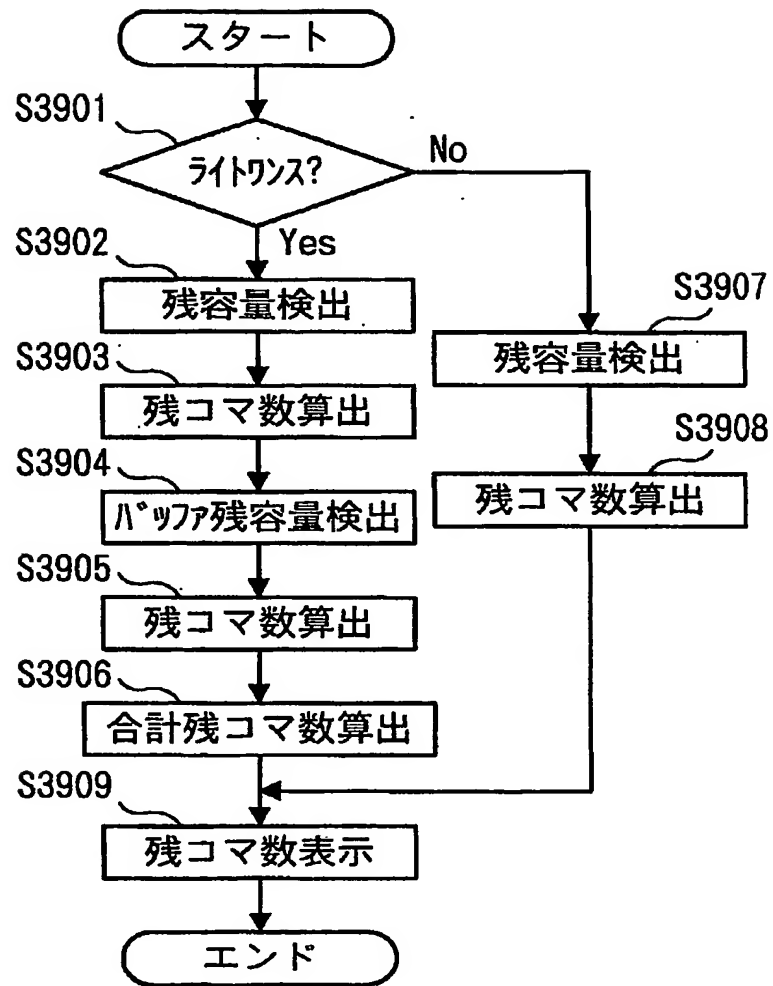 スタート
S3901
ライトワンス?
No
Yes
S3902
残容量検出
S3903
残コマ数算出
S3904
バッファ残容量検出
S3905
残コマ数算出
S3906
合計残コマ数算出
S3907
残容量検出
S3908
残コマ数算出
S3909
残コマ数表示
エンド